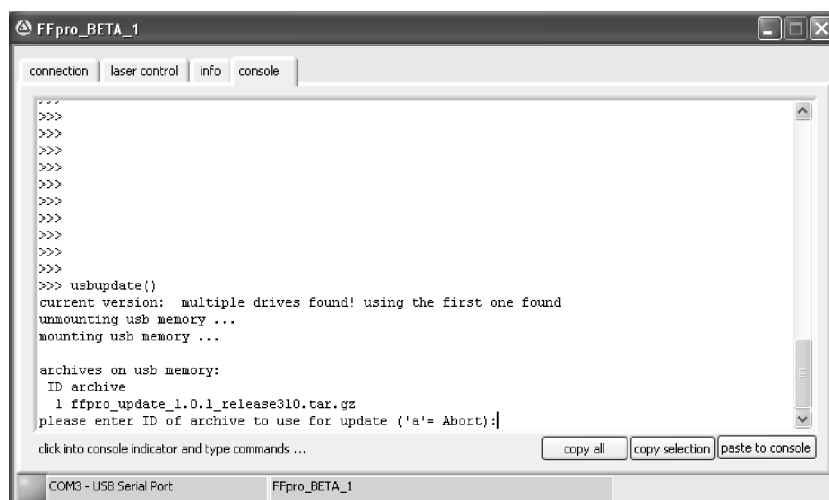 FFpro_BETA_1
connection laser control info console
>>>
>>>
>>>
>>>
>>>
>>>
>>>
>>>
>>>
>>>
>>>
>>> usbupdate()
current version:  multiple drives found! using the first one found
unmounting usb memory ...
mounting usb memory ...
archives on usb memory:
ID archive
1 ffpro_update_1.0.1_release310.tar.gz
please enter ID of archive to use for update ('a'= Abort):
click into console indicator and type commands ...
copy all copy selection paste to console
COM3 - USB Serial Port FFpro_BETA_1